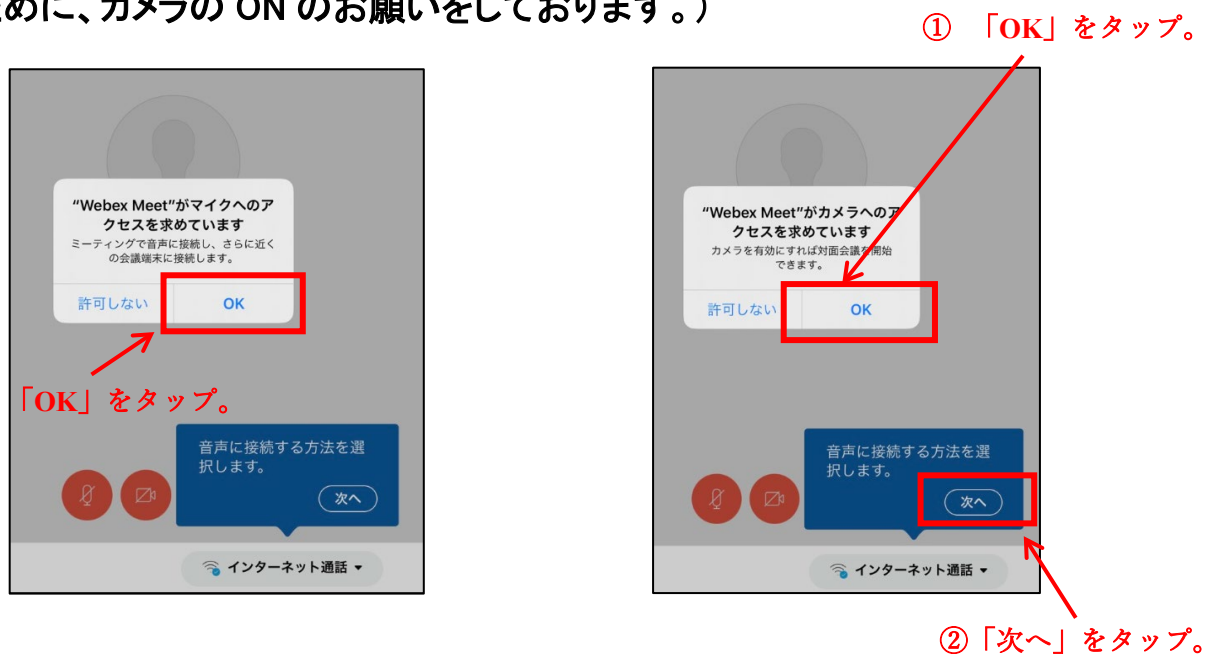 ために、カメラの ON のお願いをしております。）
① 「OK」をタップ。
“Webex Meet”がマイクへのア
クセスを求めています
ミーティングで音声に接続し、さらに近く
の会議端末に接続します。
許可しない OK
「OK」をタップ。
音声に接続する方法を選
択します。
次へ
インターネット通話
“Webex Meet”がカメラへのア
クセスを求めています
カメラを有効にすれば対面会議を開始
できます。
許可しない OK
音声に接続する方法を選
択します。
次へ
インターネット通話
②「次へ」をタップ。